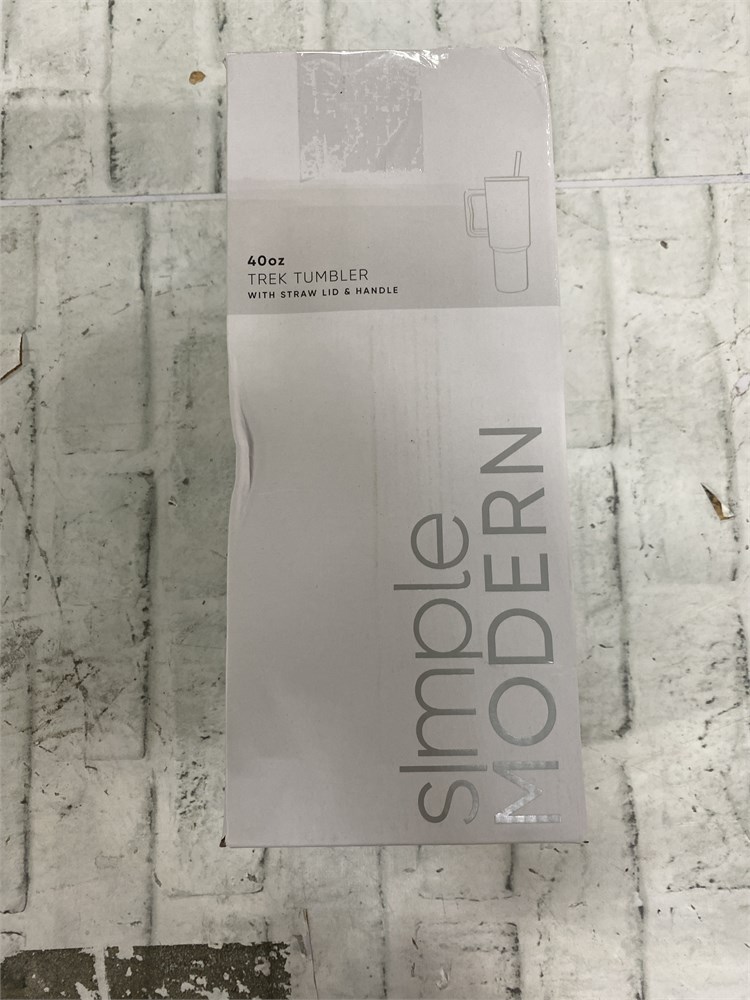 40oz
TREK TUMBLER
WITH STRAW LID & HANDLE
sImple
MODERN